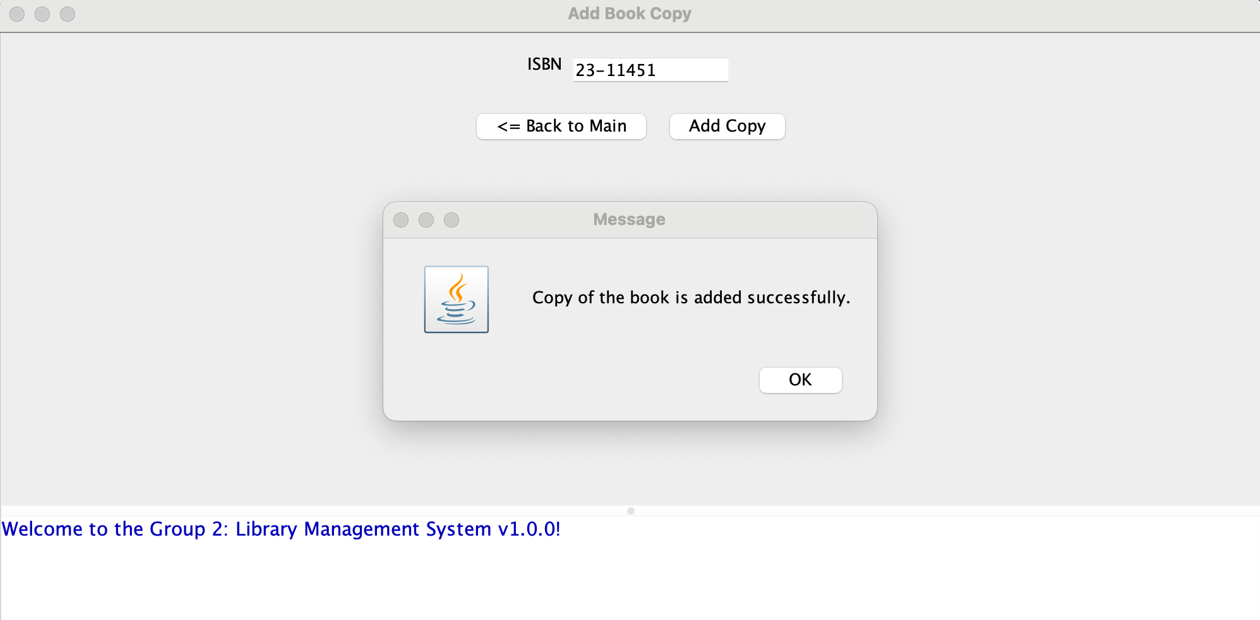 Add Book Copy
ISBN 23-11451
<= Back to Main Add Copy
Message
Copy of the book is added successfully.
OK
Welcome to the Group 2: Library Management System v1.0.0!